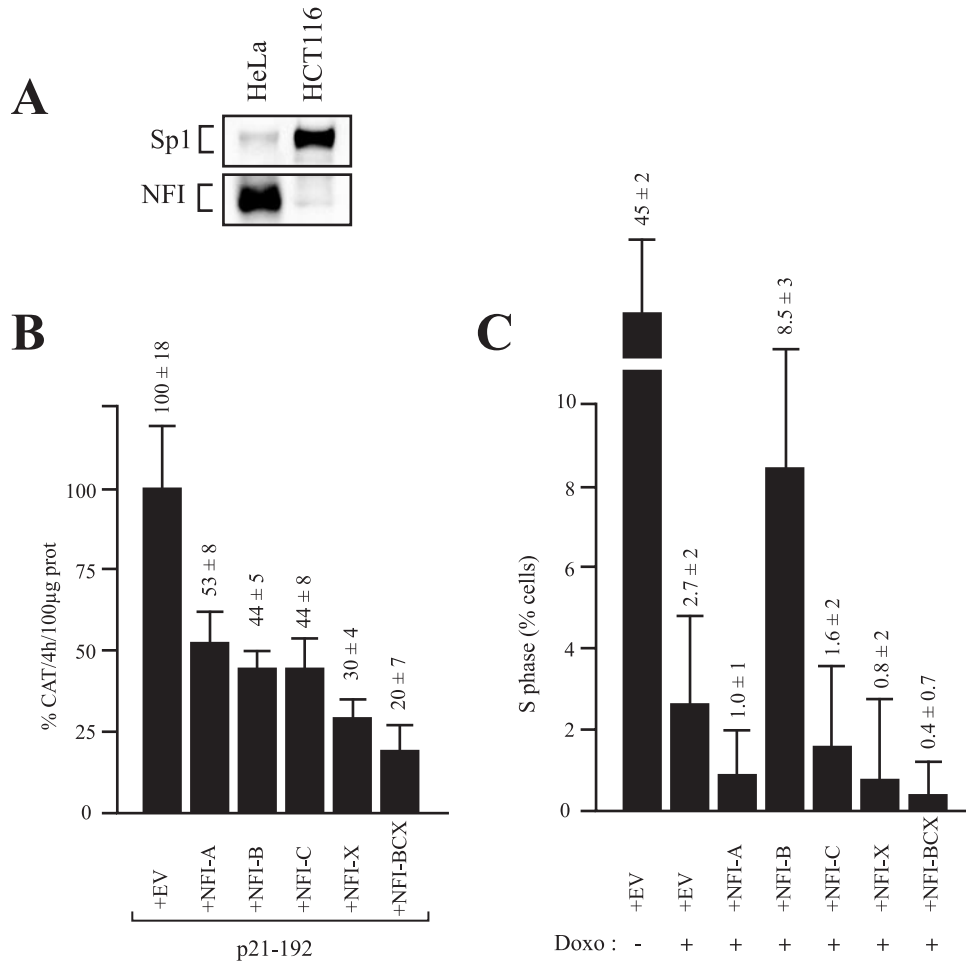 A
HeLa
HCT116
Sp1
NFI
B
% CAT/4h/100µg prot
100
75
50
25
0
100 ± 18
53 ± 8
44 ± 5
44 ± 8
30 ± 4
20 ± 7
+EV
+NFI-A
+NFI-B
+NFI-C
+NFI-X
+NFI-BCX
p21-192
C
S phase (% cells)
10
8
6
4
2
0
45 ± 2
2.7 ± 2
1.0 ± 1
8.5 ± 3
1.6 ± 2
0.8 ± 2
0.4 ± 0.7
+EV
+EV
+NFI-A
+NFI-B
+NFI-C
+NFI-X
+NFI-BCX
Doxo : - + + + + + +